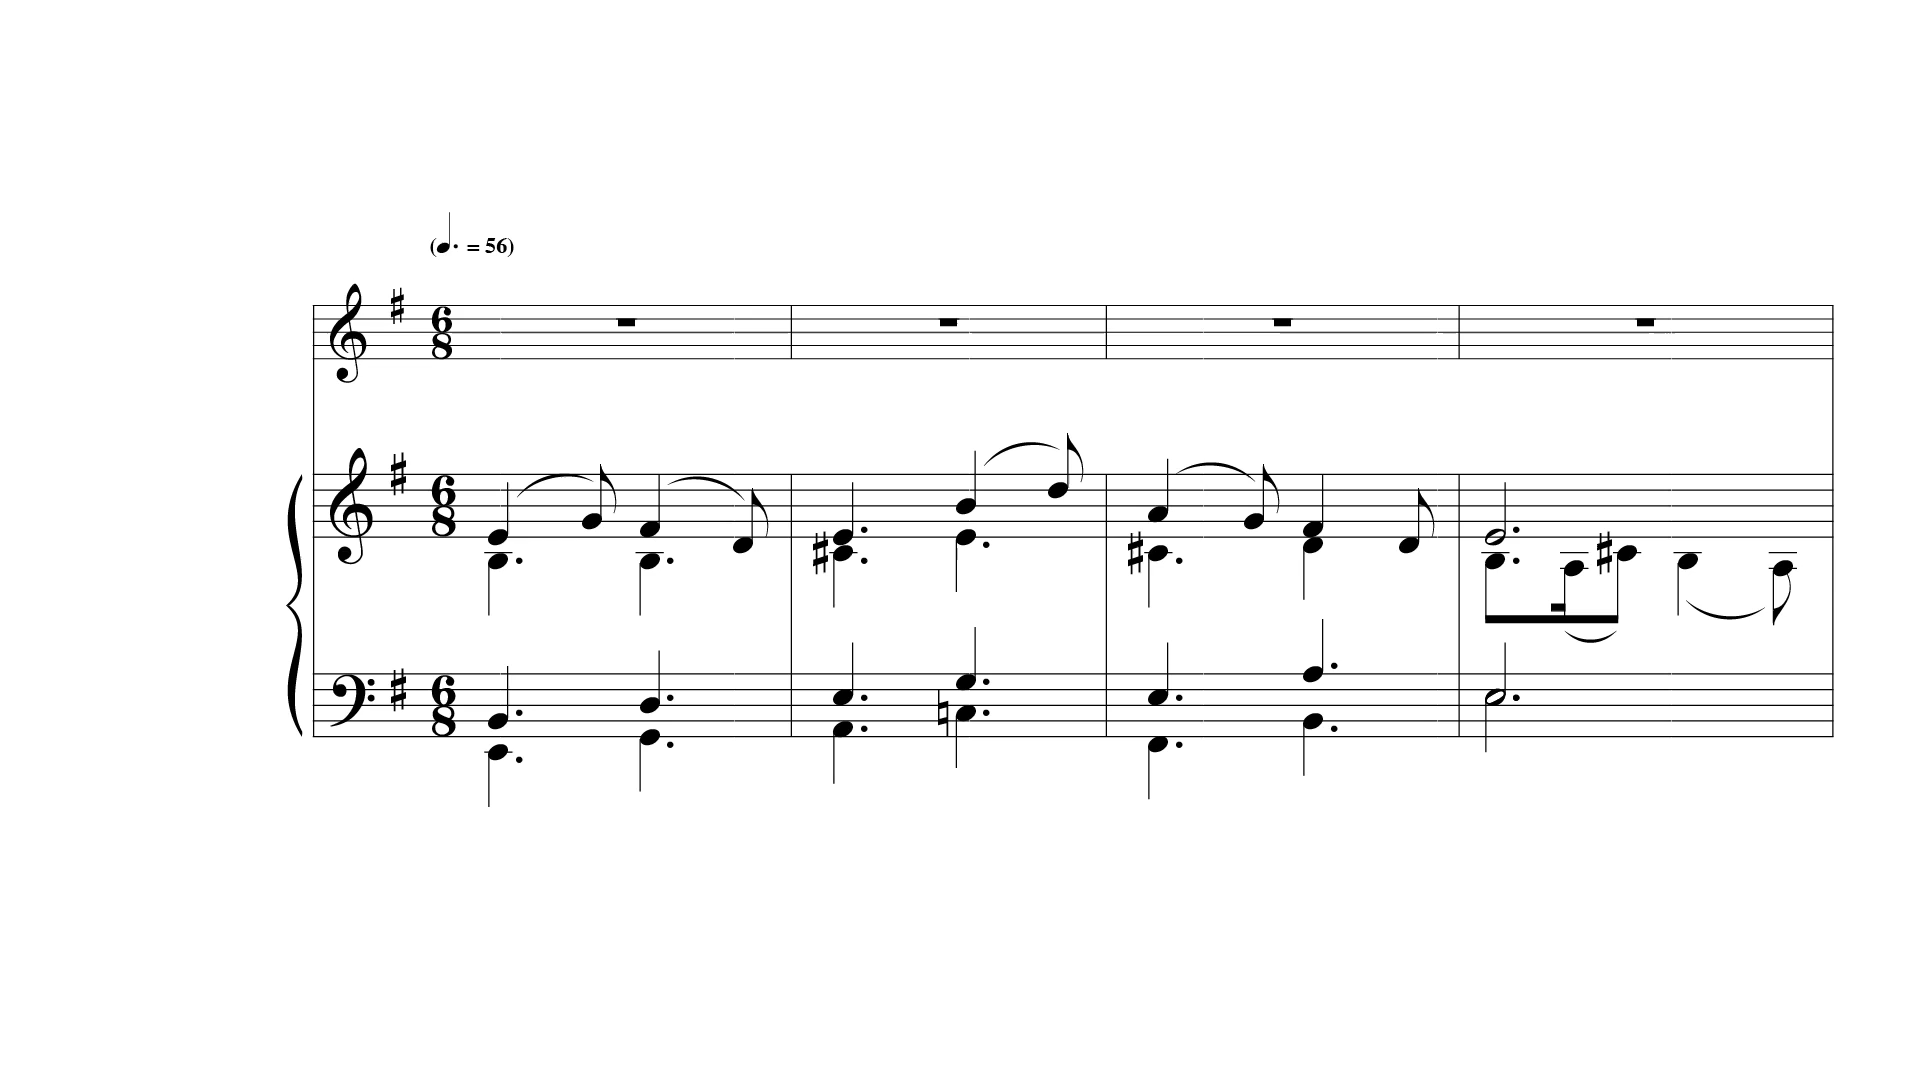 (♩. = 56)